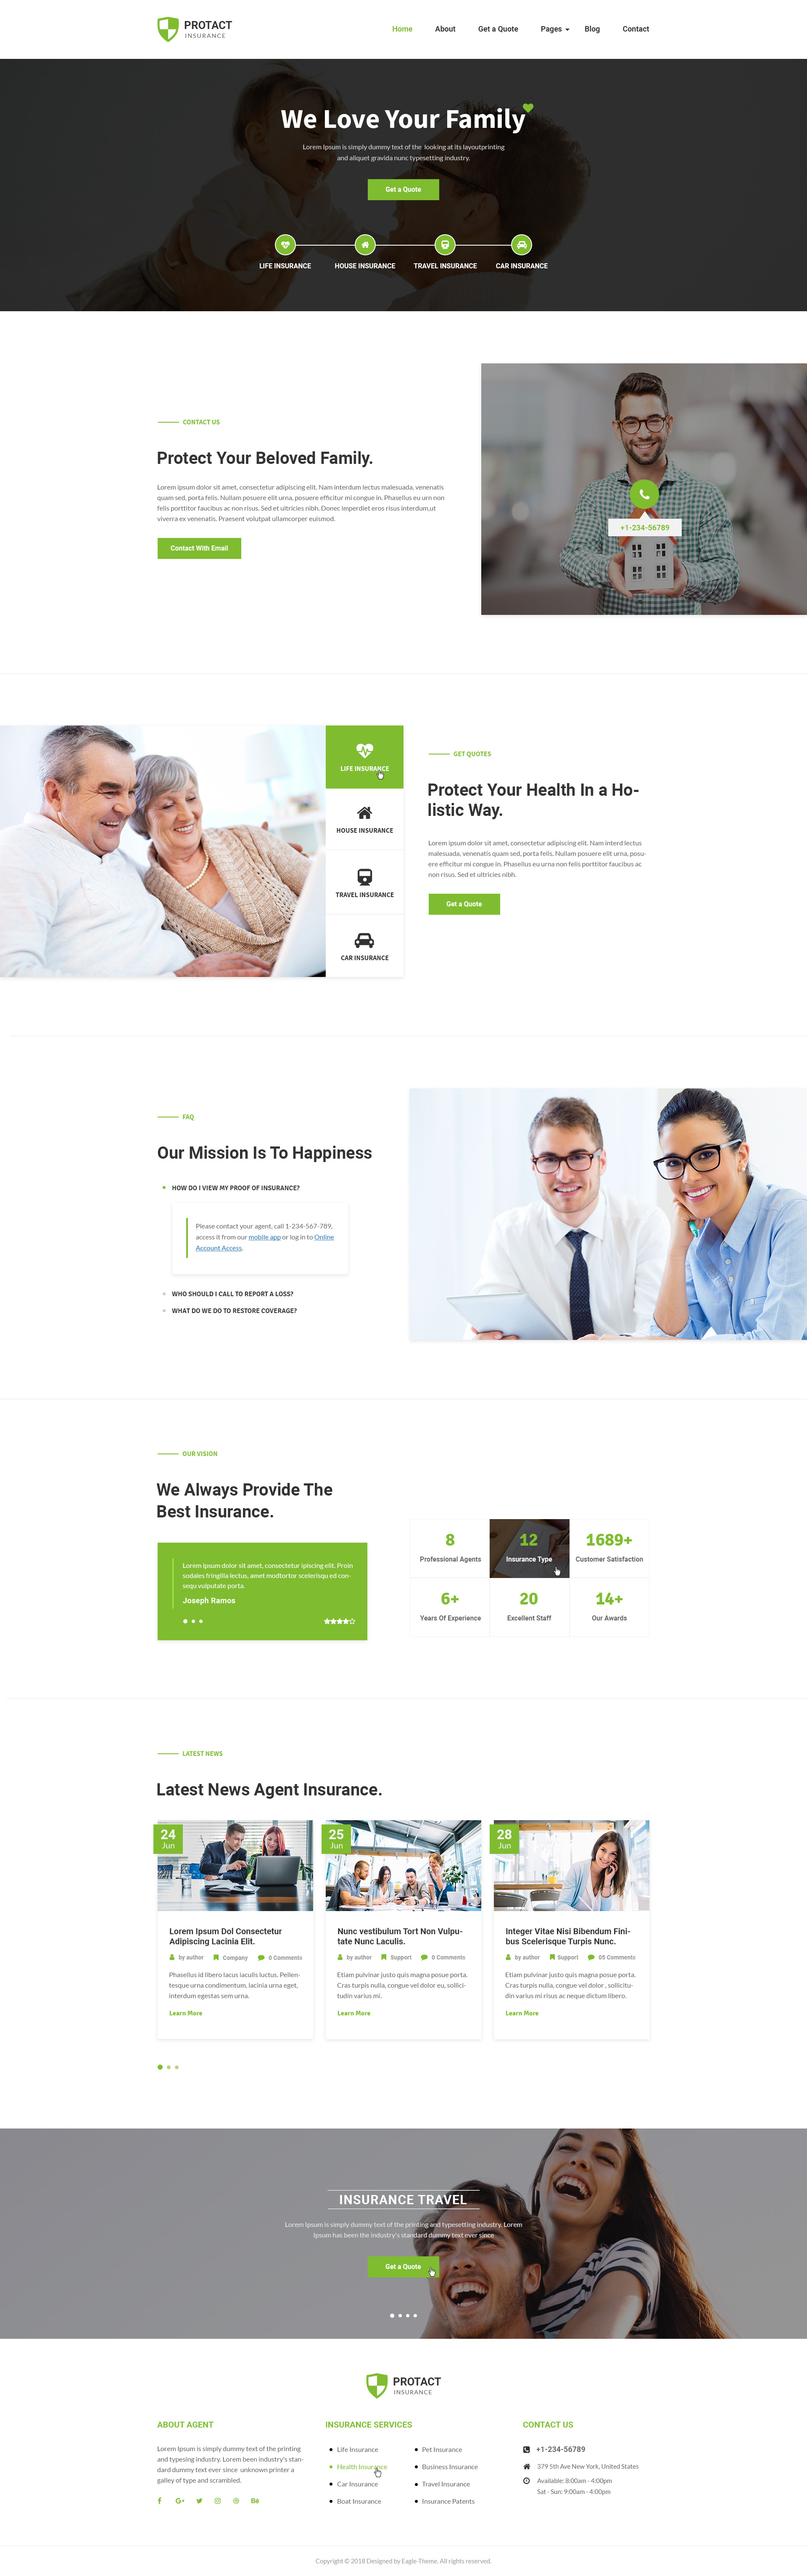 PROTACT
INSURANCE
Home About Get a Quote Pages Blog Contact
We Love Your Family
Lorem Ipsum is simply dummy text of the looking at its layoutprinting
and aliquet gravida nunc typesetting industry.
Get a Quote
LIFE INSURANCE HOUSE INSURANCE TRAVEL INSURANCE CAR INSURANCE
CONTACT US
Protect Your Beloved Family.
Lorem ipsum dolor sit amet, consectetur adipiscing elit. Nam interdum lectus malesuada, venenatis
quam sed, porta felis. Nullam posuere elit urna, posuere efficitur mi congue in. Phasellus eu urn non
felis porttitor faucibus ac non risus. Sed et ultricies nibh. Donec imperdiet eros risus interdum,ut
viverra ex venenatis. Praesent volutpat ullamcorper euismod.
Contact With Email
+1-234-56789
LIFE INSURANCE
HOUSE INSURANCE
TRAVEL INSURANCE
CAR INSURANCE
GET QUOTES
Protect Your Health In a Ho-
listic Way.
Lorem ipsum dolor sit amet, consectetur adipiscing elit. Nam interd lectus
malesuada, venenatis quam sed, porta felis. Nullam posuere elit urna, posu-
ere efficitur mi congue in. Phasellus eu urna non felis porttitor faucibus ac
non risus. Sed et ultricies nibh.
Get a Quote
FAQ
Our Mission Is To Happiness
HOW DO I VIEW MY PROOF OF INSURANCE?
Please contact your agent, call 1-234-567-789,
access it from our mobile app or log in to Online
Account Access.
WHO SHOULD I CALL TO REPORT A LOSS?
WHAT DO WE DO TO RESTORE COVERAGE?
OUR VISION
We Always Provide The
Best Insurance.
Lorem Ipsum dolor sit amet, consectetur ipiscing elit. Proin
sodales fringilla lectus, amet modtortor scelerisqu ed con-
sequ vulputate porta.
Joseph Ramos
8 12 1689+
Professional Agents Insurance Type Customer Satisfaction
6+ 20 14+
Years Of Experience Excellent Staff Our Awards
LATEST NEWS
Latest News Agent Insurance.
24
Jun
Lorem Ipsum Dol Consectetur
Adipiscing Lacinia Elit.
by author Company 0 Comments
Phasellus id libero lacus iaculis luctus. Pellen-
tesque urna condimentum, lacinia urna eget,
interdum egestas sem urna.
Learn More
25
Jun
Nunc vestibulum Tort Non Vulpu-
tate Nunc Laculis.
by author Support 0 Comments
Etiam pulvinar justo quis magna posue porta.
Cras turpis nulla, congue vel dolor eu, sollici-
tudin varius mi.
Learn More
28
Jun
Integer Vitae Nisi Bibendum Fini-
bus Scelerisque Turpis Nunc.
by author Support 05 Comments
Etiam pulvinar justo quis magna posue porta.
Cras turpis nulla, congue vel dolor , sollicitu-
din varius mi risus ac neque dictum libero.
Learn More
INSURANCE TRAVEL
Lorem Ipsum is simply dummy text of the printing and typesetting industry. Lorem
Ipsum has been the industry's standard dummy text ever since
Get a Quote
PROTACT
INSURANCE
ABOUT AGENT
Lorem Ipsum is simply dummy text of the printing
and typesing industry. Lorem been industry's stan-
dard dummy text ever since unknown printer a
galley of type and scrambled.
INSURANCE SERVICES
Life Insurance
Health Insurance
Car Insurance
Boat Insurance
Pet Insurance
Business Insurance
Travel Insurance
Insurance Patents
CONTACT US
+1-234-56789
379 5th Ave New York, United States
Available: 8:00am - 4:00pm
Sat - Sun: 9:00am - 4:00pm
Copyright © 2018 Designed by Eagle-Theme. All rights reserved.